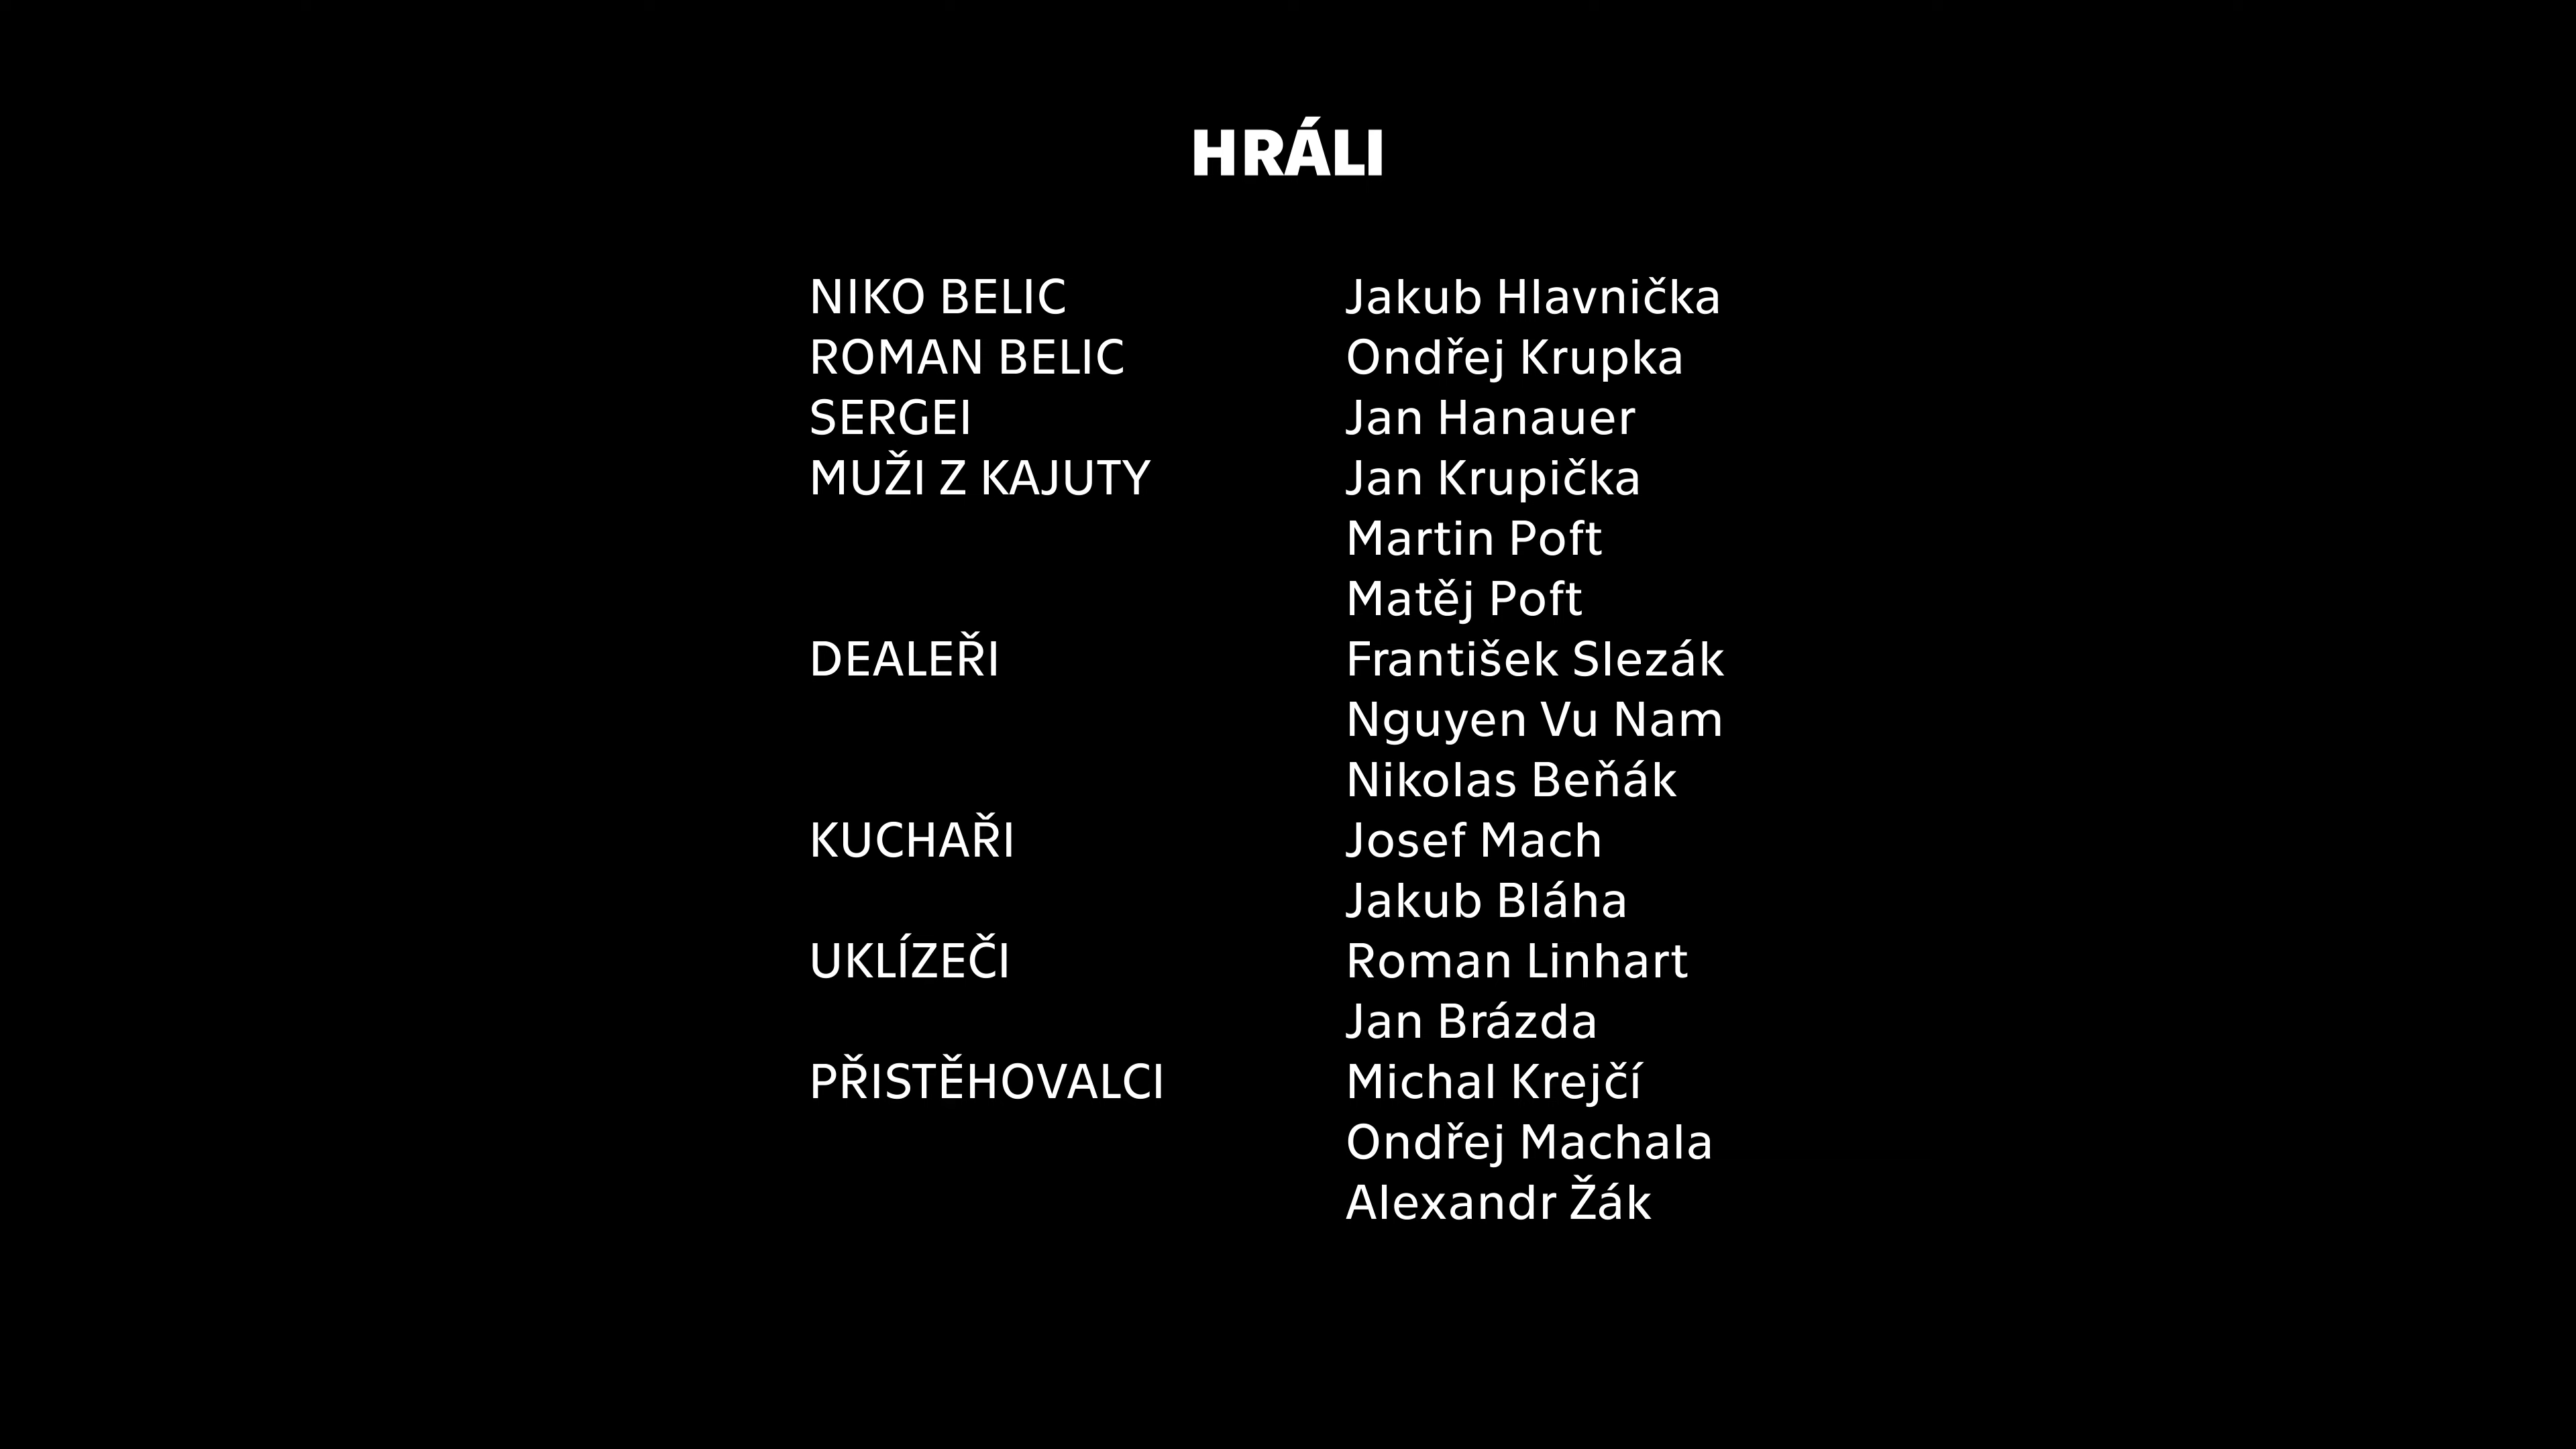 HRÁLI
NIKO BELIC Jakub Hlavnička
ROMAN BELIC Ondřej Krupka
SERGEI Jan Hanauer
MUŽI Z KAJUTY Jan Krupička
Martin Poft
Matěj Poft
DEALEŘI František Slezák
Nguyen Vu Nam
Nikolas Beňák
KUCHAŘI Josef Mach
Jakub Bláha
UKLÍZEČI Roman Linhart
Jan Brázda
PŘISTĚHOVALCI Michal Krejčí
Ondřej Machala
Alexandr Žák